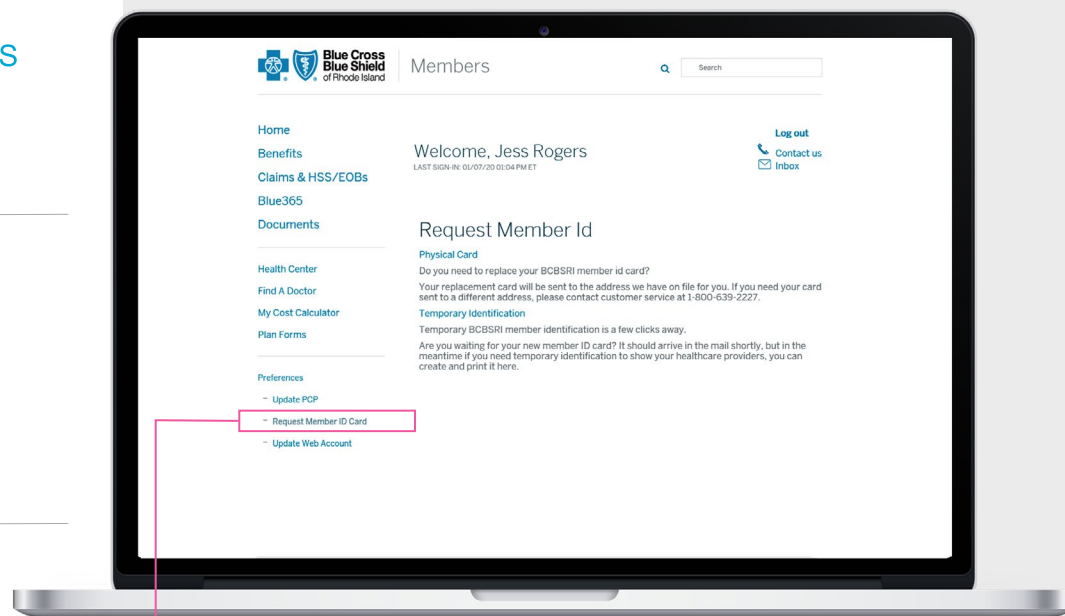 s
Blue Cross
Blue Shield
of Rhode Island
Members
Search
Home
Benefits
Claims & HSS/EOBs
Blue365
Documents
Health Center
Find A Doctor
My Cost Calculator
Plan Forms
Preferences
– Update PCP
– Request Member ID Card
– Update Web Account
Welcome, Jess Rogers
LAST SIGN-IN: 01/07/20 01:04 PM ET
Log out
Contact us
Inbox
Request Member Id
Physical Card
Do you need to replace your BCBSRI member id card?
Your replacement card will be sent to the address we have on file for you. If you need your card
sent to a different address, please contact customer service at 1-800-639-2227.
Temporary Identification
Temporary BCBSRI member identification is a few clicks away.
Are you waiting for your new member ID card? It should arrive in the mail shortly, but in the
meantime if you need temporary identification to show your healthcare providers, you can
create and print it here.